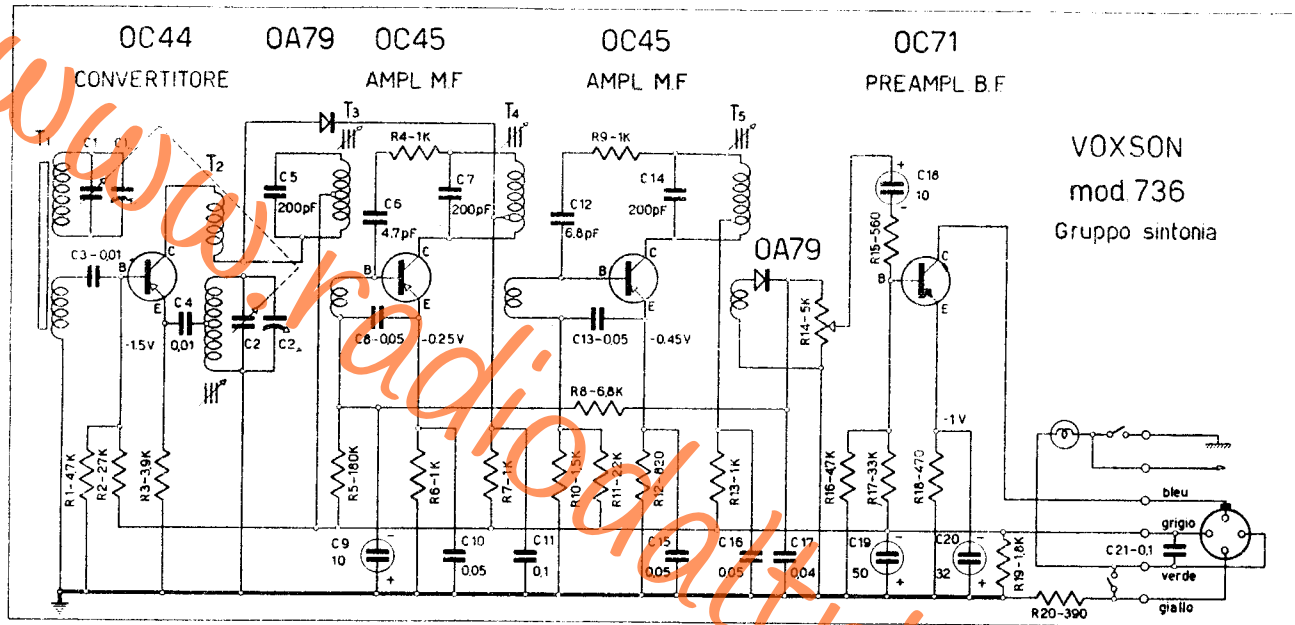 OC44
CONVERTITORE
OA79
OC45
AMPL M.F
OC45
AMPL M.F
OC71
PREAMPL B.F
VOXSON
mod. 736
Gruppo sintonia
T1
C1
C1
T2
C3-0,01
B
C
E
C4
0,01
-1.5V
C2
C2
R1-4,7K
R2-27K
R3-3,9K
T3
C5
200pF
R4-1K
C6
4.7pF
C7
200pF
T4
B
C
E
C8-0,05
-0.25V
R5-180K
R6-1K
R7-1K
C9
10
-
+
C10
0,05
C11
0,1
R9-1K
C12
6.8pF
C14
200pF
T5
B
C
E
C13-0,05
-0.45V
R8-6,8K
R10-1,5K
R11-22K
R12-820
R13-1K
C15
0,05
C16
0,05
C17
0,04
OA79
R14-5K
+
C18
10
-
R15-560
B
C
E
-1V
R16-47K
R17-33K
R18-470
C19
50
-
+
C20
32
-
+
R19-1,8K
R20-390
C21-0,1
bleu
grigio
verde
giallo
www.radiodalt